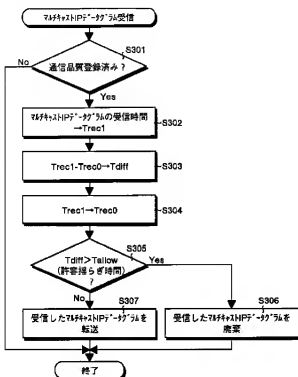 マルチキャストIPデータグラム受信
S301
通信品質登録済み?
No
Yes
マルチキャストIPデータグラムの受信時間
→Trec1
S302
Trec1-Trec0→Tdiff
S303
Trec1→Trec0
S304
S305
Tdiff>Tallow
(許容揺らぎ時間)
?
Yes
No
S307
受信したマルチキャストIPデータグラムを
転送
S306
受信したマルチキャストIPデータグラムを
廃棄
終了